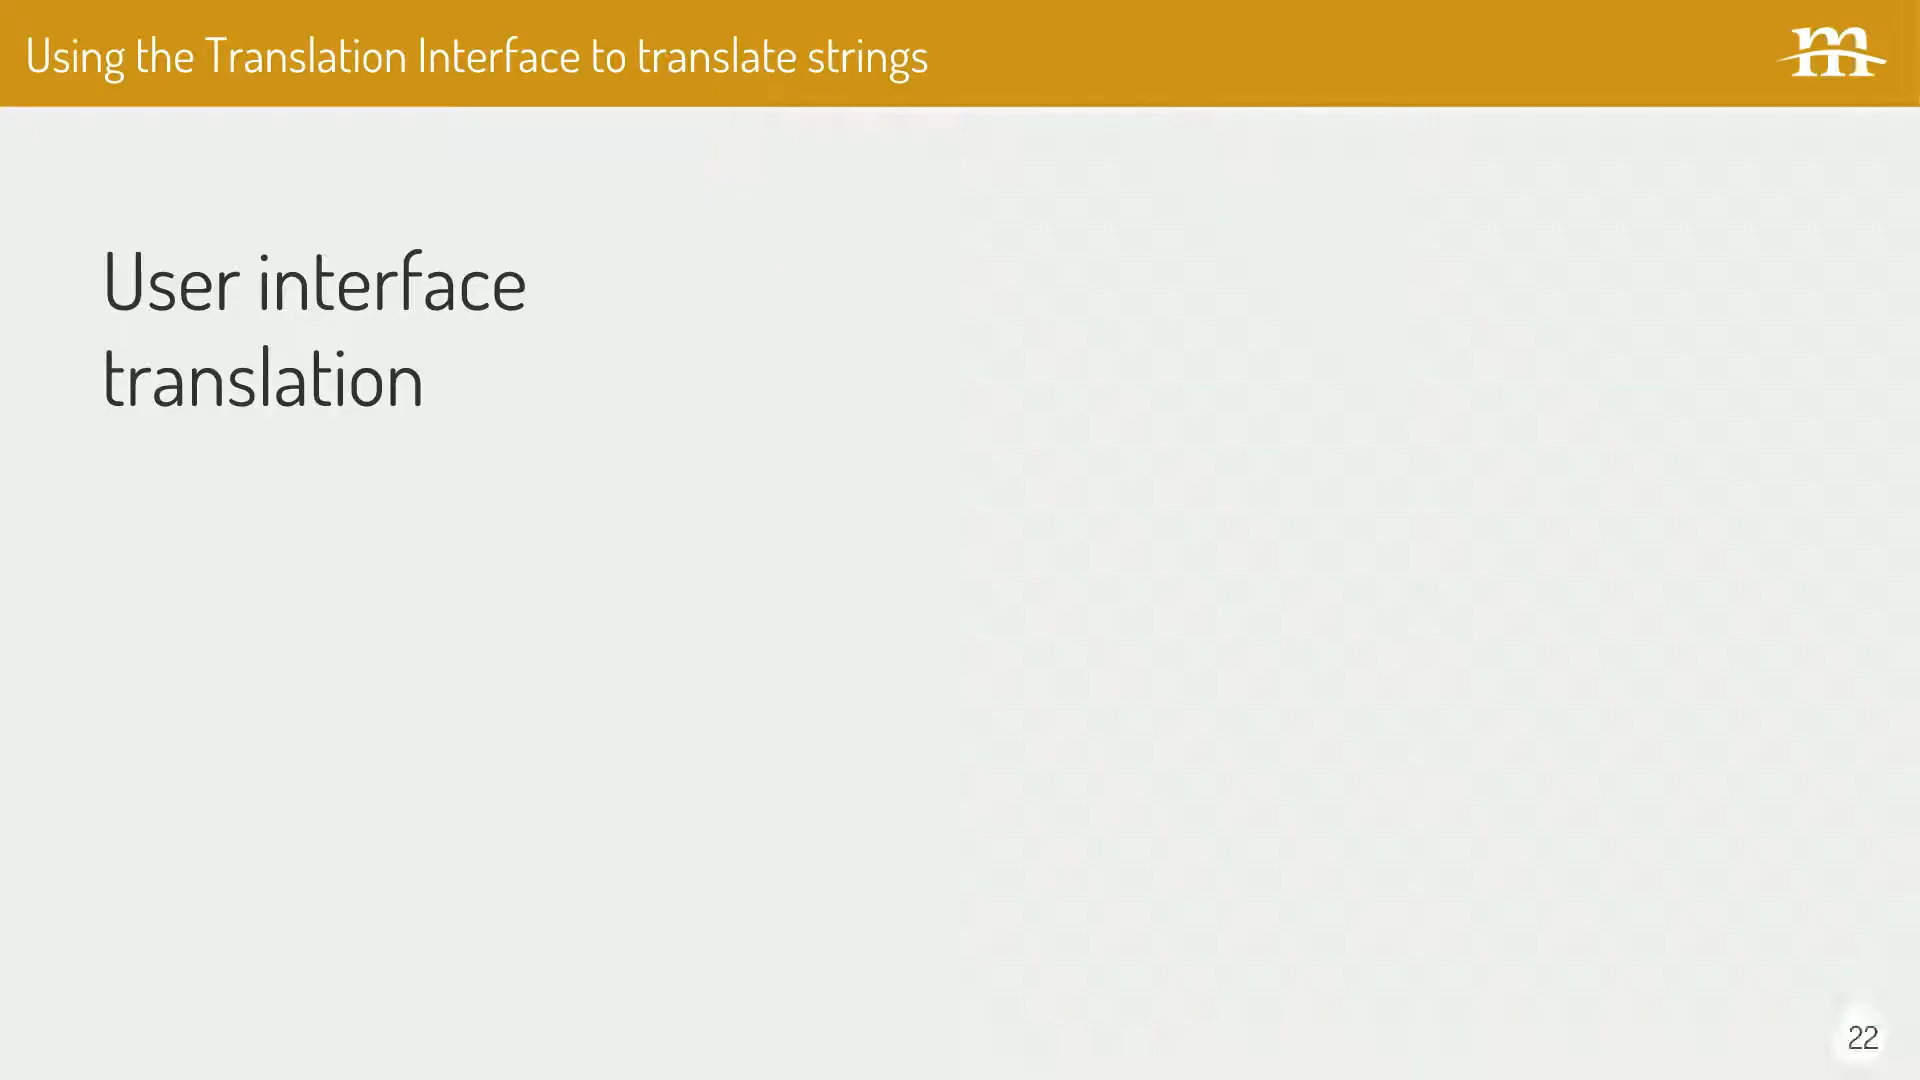 Using the Translation Interface to translate strings
m
User interface
translation
22